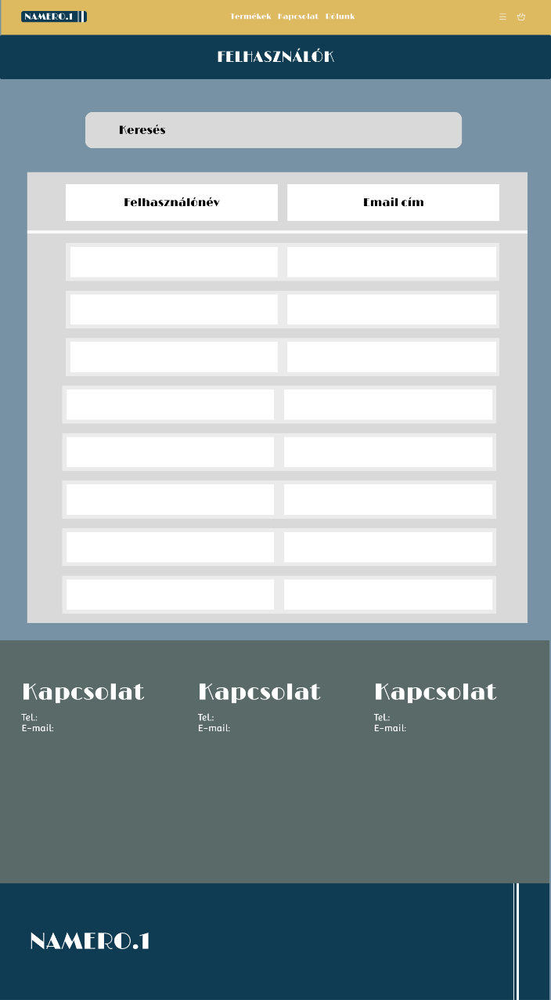 NAMERO.1
Termékek Kapcsolat Rólunk
FELHASZNÁLÓK
Keresés
Felhasználónév Email cím
Kapcsolat Kapcsolat Kapcsolat
Tel.: Tel.: Tel.:
E-mail: E-mail: E-mail:
NAMERO.1